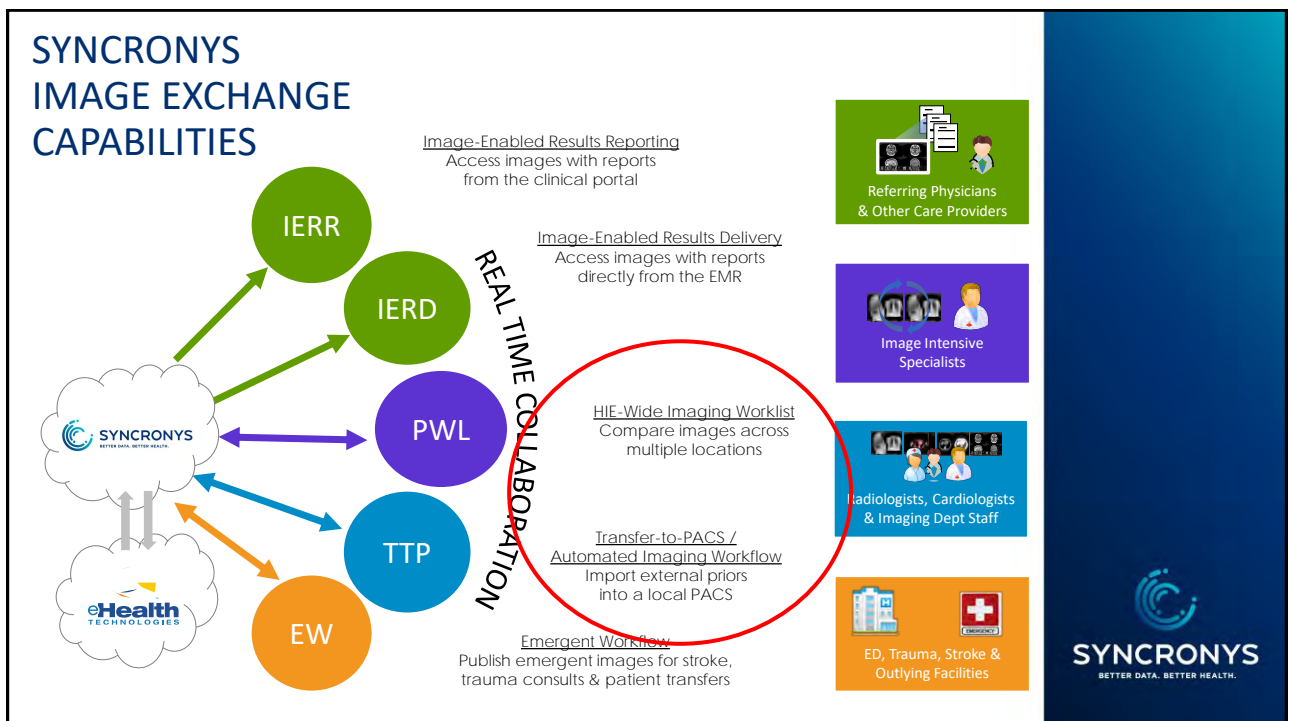 SYNCRONYS
IMAGE EXCHANGE
CAPABILITIES
Image-Enabled Results Reporting
Access images with reports
from the clinical portal
Image-Enabled Results Delivery
Access images with reports
directly from the EMR
HIE-Wide Imaging Worklist
Compare images across
multiple locations
Transfer-to-PACS /
Automated Imaging Workflow
Import external priors
into a local PACS
Emergent Workflow
Publish emergent images for stroke,
trauma consults & patient transfers
IERR
IERD
PWL
TTP
EW
REAL TIME COLLABORATION
SYNCRONYS
BETTER DATA. BETTER HEALTH.
eHealth
TECHNOLOGIES
Referring Physicians
& Other Care Providers
Image Intensive
Specialists
Radiologists, Cardiologists
& Imaging Dept Staff
H
EMERGENCY
ED, Trauma, Stroke &
Outlying Facilities
SYNCRONYS
BETTER DATA. BETTER HEALTH.